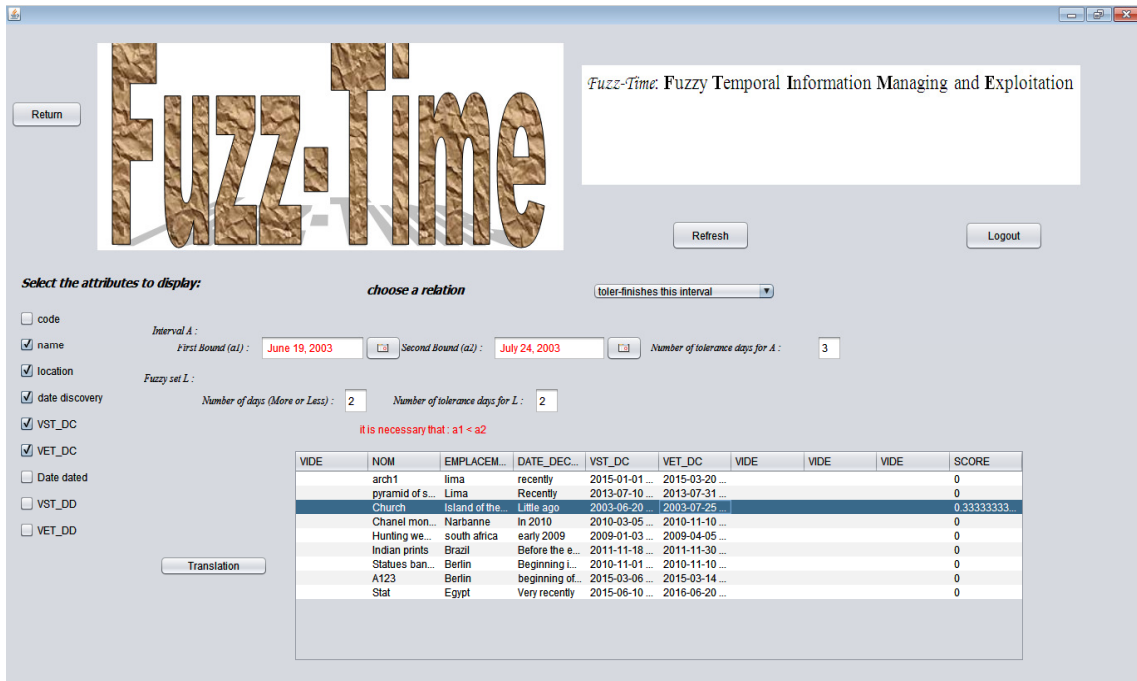 Fuzz-Time
Fuzz-Time: Fuzzy Temporal Information Managing and Exploitation
Return
Refresh
Logout
Select the attributes to display:
choose a relation
toler-finishes this interval
code
name
location
date discovery
VST_DC
VET_DC
Date dated
VST_DD
VET_DD
Interval A :
First Bound (a1) : June 19, 2003 Second Bound (a2) : July 24, 2003 Number of tolerance days for A : 3
Fuzzy set L :
Number of days (More or Less) : 2 Number of tolerance days for L : 2
it is necessary that : a1 < a2
Translation
VIDE NOM EMPLACEM... DATE_DEC... VST_DC VET_DC VIDE VIDE VIDE SCORE
arch1 lima recently 2015-01-01 ... 2015-03-20 ... 0
pyramid of s... Lima Recently 2013-07-10 ... 2013-07-31 ... 0
Church Island of the... Little ago 2003-06-20 ... 2003-07-25 ... 0.33333333...
Chanel mon... Narbanne In 2010 2010-03-05 ... 2010-11-10 ... 0
Hunting we... south africa early 2009 2009-01-03 ... 2009-04-05 ... 0
Indian prints Brazil Before the e... 2011-11-18 ... 2011-11-30 ... 0
Statues ban... Berlin Beginning i... 2010-11-01 ... 2010-11-10 ... 0
A123 Berlin beginning of... 2015-03-06 ... 2015-03-14 ... 0
Stat Egypt Very recently 2015-06-10 ... 2016-06-20 ... 0